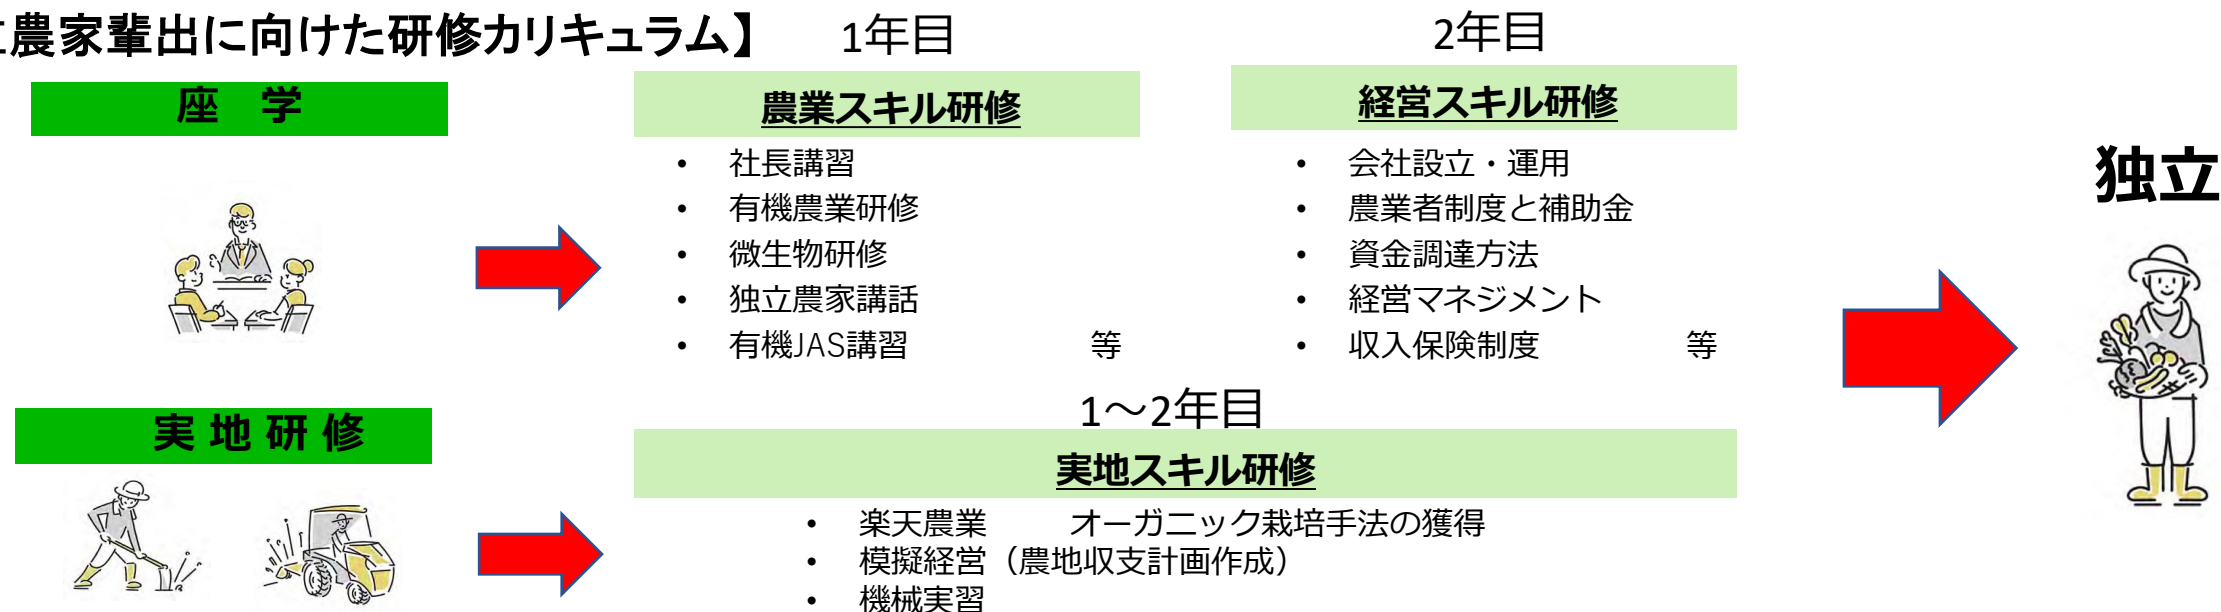 農家輩出に向けた研修カリキュラム】
1年目
2年目
座 学
農業スキル研修
経営スキル研修
• 社長講習
• 有機農業研修
• 微生物研修
• 独立農家講話
• 有機JAS講習 等
• 会社設立・運用
• 農業者制度と補助金
• 資金調達方法
• 経営マネジメント
• 収入保険制度 等
独立
実 地 研 修
1~2年目
実地スキル研修
• 楽天農業 オーガニック栽培手法の獲得
• 模擬経営(農地収支計画作成)
• 機械実習